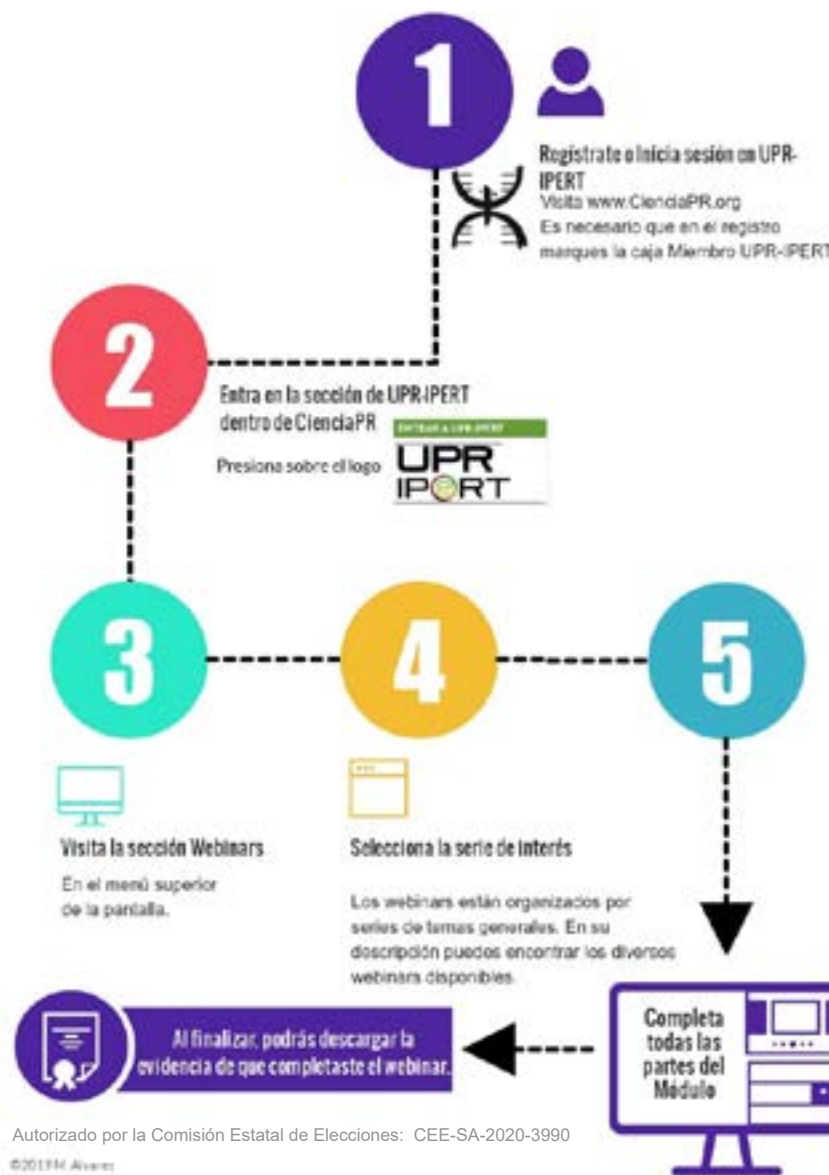 1
Regístrate o Inicia sesión en UPR-
IPERT
Visita www.CienciaPR.org
Es necesario que en el registro
marques la caja Miembro UPR-IPERT
2
Entra en la sección de UPR-IPERT
dentro de CienciaPR
Presiona sobre el logo
ENTRAR A UPR-IPERT
UPR
IPERT
3
4
5
Visita la sección Webinars
En el menú superior
de la pantalla.
Selecciona la serie de interés
Los webinars están organizados por
series de temas generales. En su
descripción puedes encontrar los diversos
webinars disponibles.
Completa
todas las
partes del
Módulo
Al finalizar, podrás descargar la
evidencia de que completaste el webinar.
Autorizado por la Comisión Estatal de Elecciones: CEE-SA-2020-3990
Alvarez